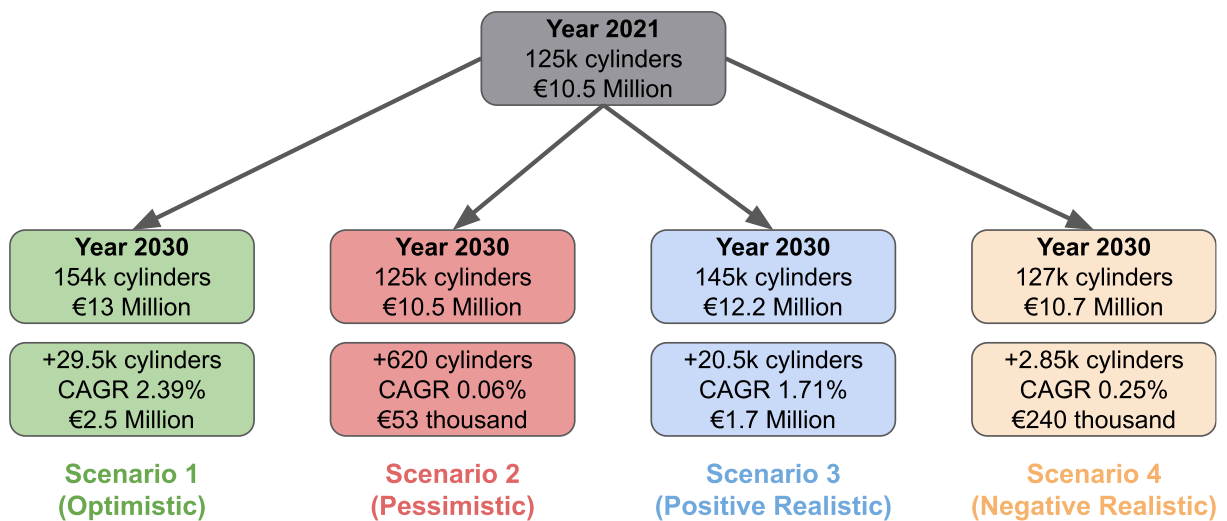 Year 2021
125k cylinders
€10.5 Million
Year 2030
154k cylinders
€13 Million
+29.5k cylinders
CAGR 2.39%
€2.5 Million
Scenario 1
(Optimistic)
Year 2030
125k cylinders
€10.5 Million
+620 cylinders
CAGR 0.06%
€53 thousand
Scenario 2
(Pessimistic)
Year 2030
145k cylinders
€12.2 Million
+20.5k cylinders
CAGR 1.71%
€1.7 Million
Scenario 3
(Positive Realistic)
Year 2030
127k cylinders
€10.7 Million
+2.85k cylinders
CAGR 0.25%
€240 thousand
Scenario 4
(Negative Realistic)